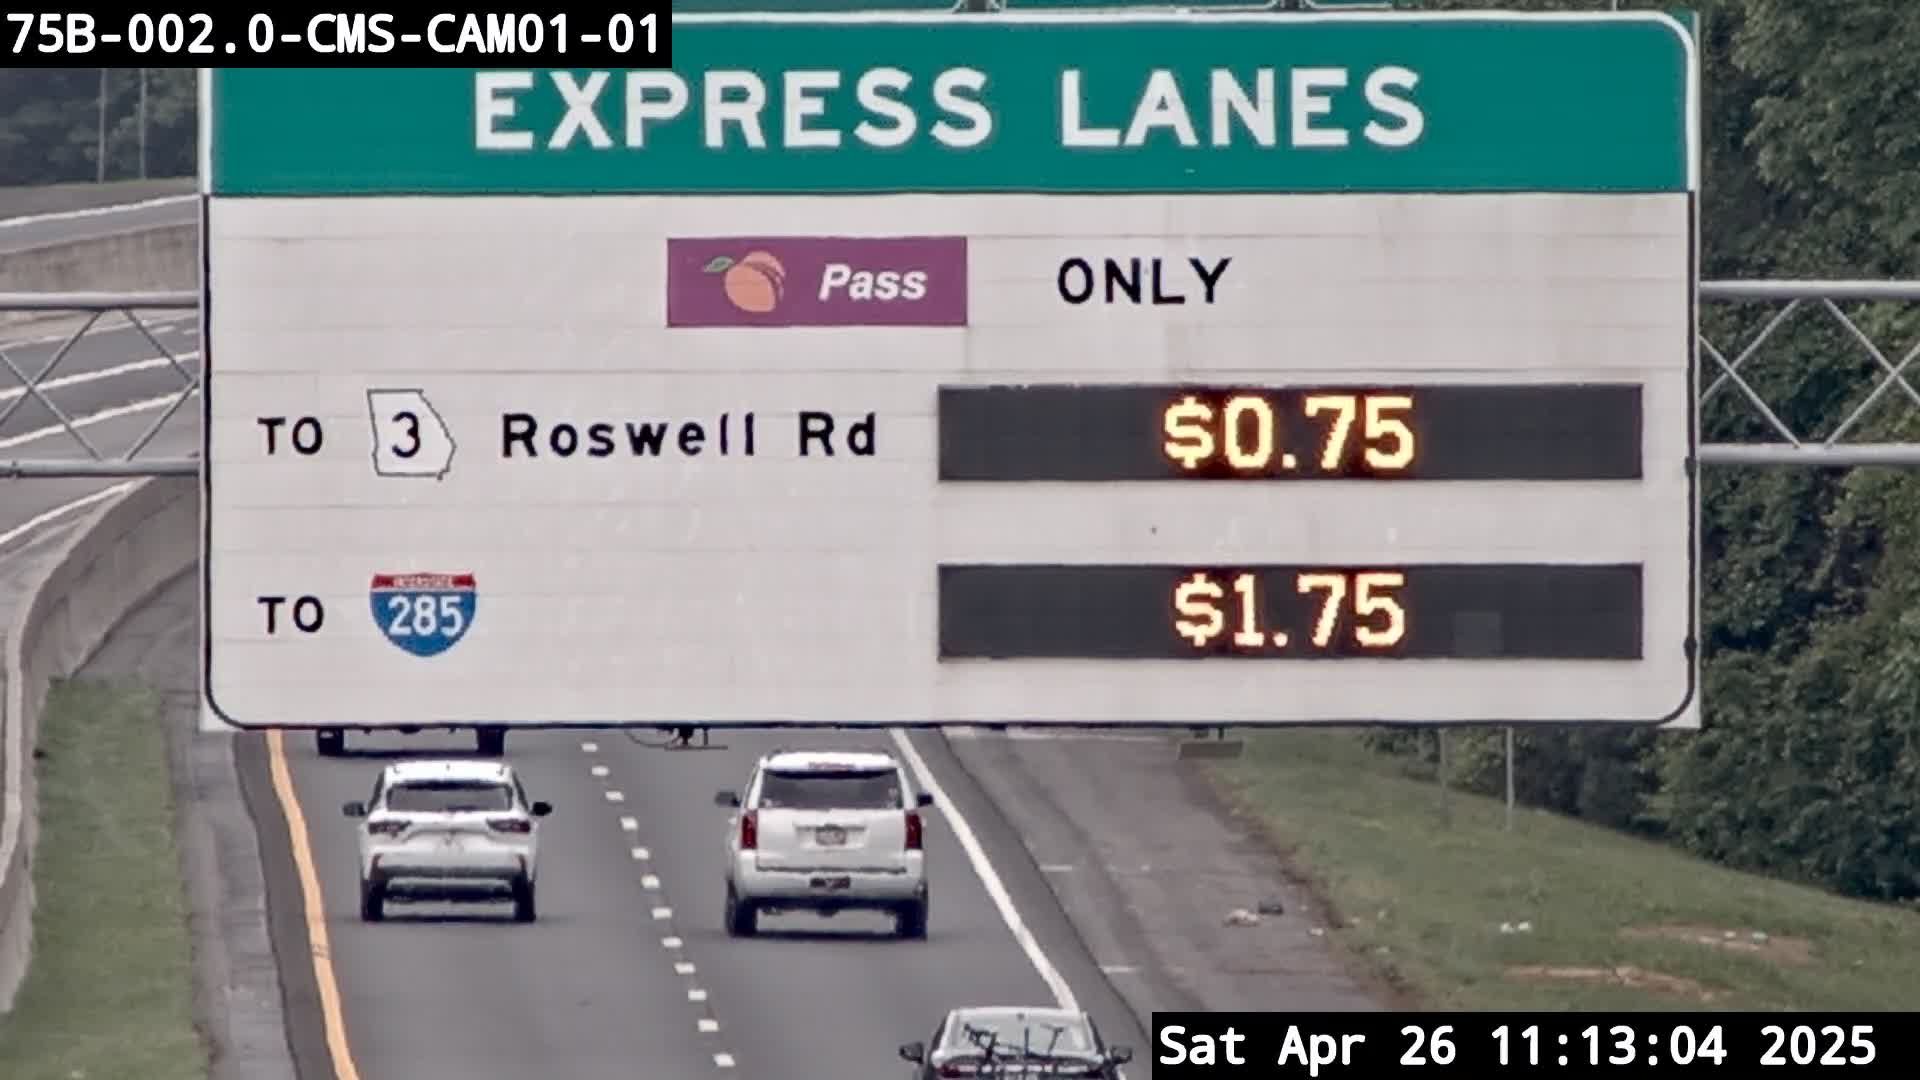 75B-002.0-CMS-CAM01-01
EXPRESS LANES
Pass ONLY
TO 3 Roswell Rd $0.75
TO 285 $1.75
Sat Apr 26 11:13:04 2025